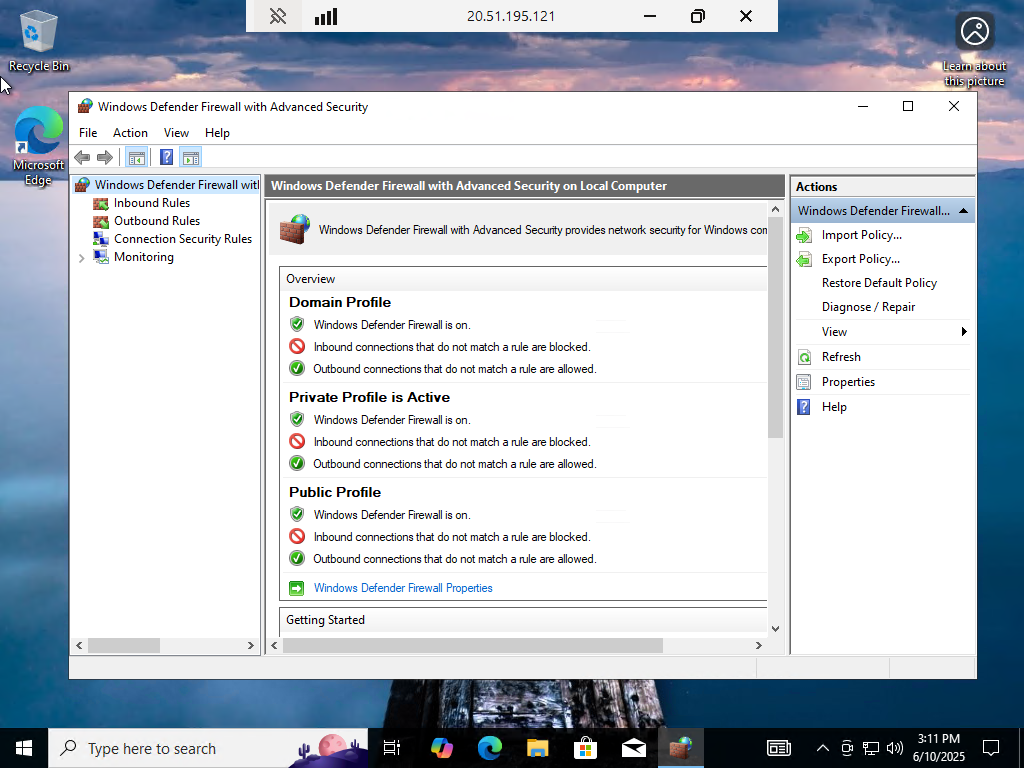 20.51.195.121
Recycle Bin
Learn about
this picture
Microsoft
Edge
Windows Defender Firewall with Advanced Security
File Action View Help
Windows Defender Firewall wit
Inbound Rules
Outbound Rules
Connection Security Rules
Monitoring
Windows Defender Firewall with Advanced Security on Local Computer
Windows Defender Firewall with Advanced Security provides network security for Windows com
Overview
Domain Profile
Windows Defender Firewall is on.
Inbound connections that do not match a rule are blocked.
Outbound connections that do not match a rule are allowed.
Private Profile is Active
Windows Defender Firewall is on.
Inbound connections that do not match a rule are blocked.
Outbound connections that do not match a rule are allowed.
Public Profile
Windows Defender Firewall is on.
Inbound connections that do not match a rule are blocked.
Outbound connections that do not match a rule are allowed.
Windows Defender Firewall Properties
Getting Started
Actions
Windows Defender Firewall...
Import Policy...
Export Policy...
Restore Default Policy
Diagnose / Repair
View
Refresh
Properties
Help
Type here to search
3:11 PM
6/10/2025